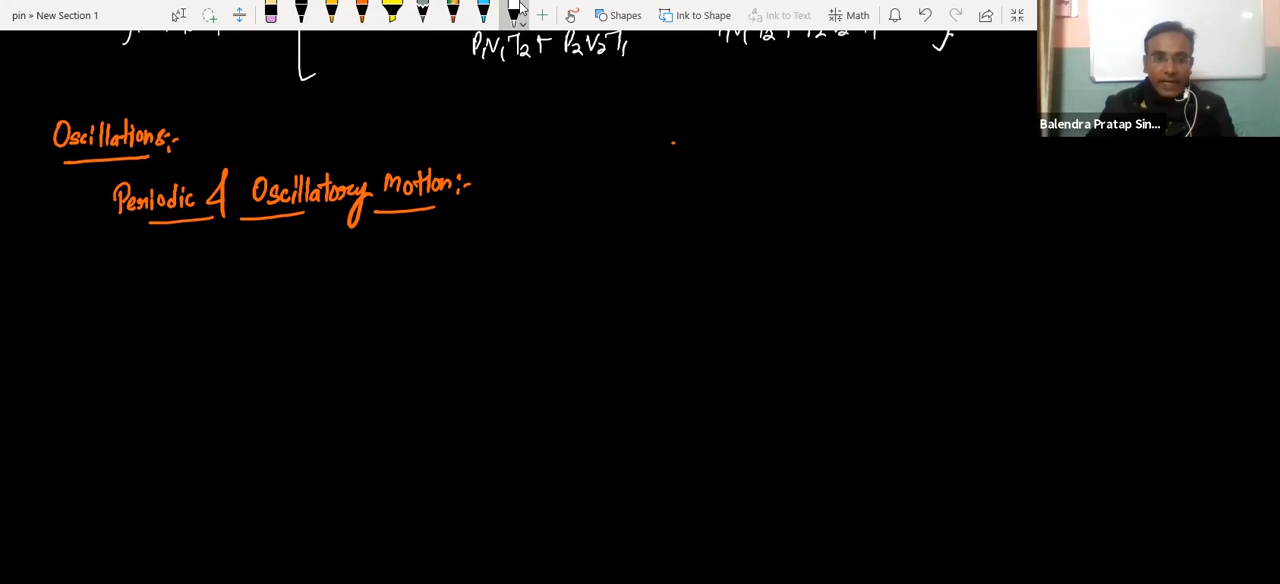 pin » New Section 1
Shapes
Ink to Shape
Ink to Text
Math
P₁V₁T₂ + P₂V₂T₁
Balendra Pratap Sin...
Oscillations:-
Periodic & Oscillatory Motion:-